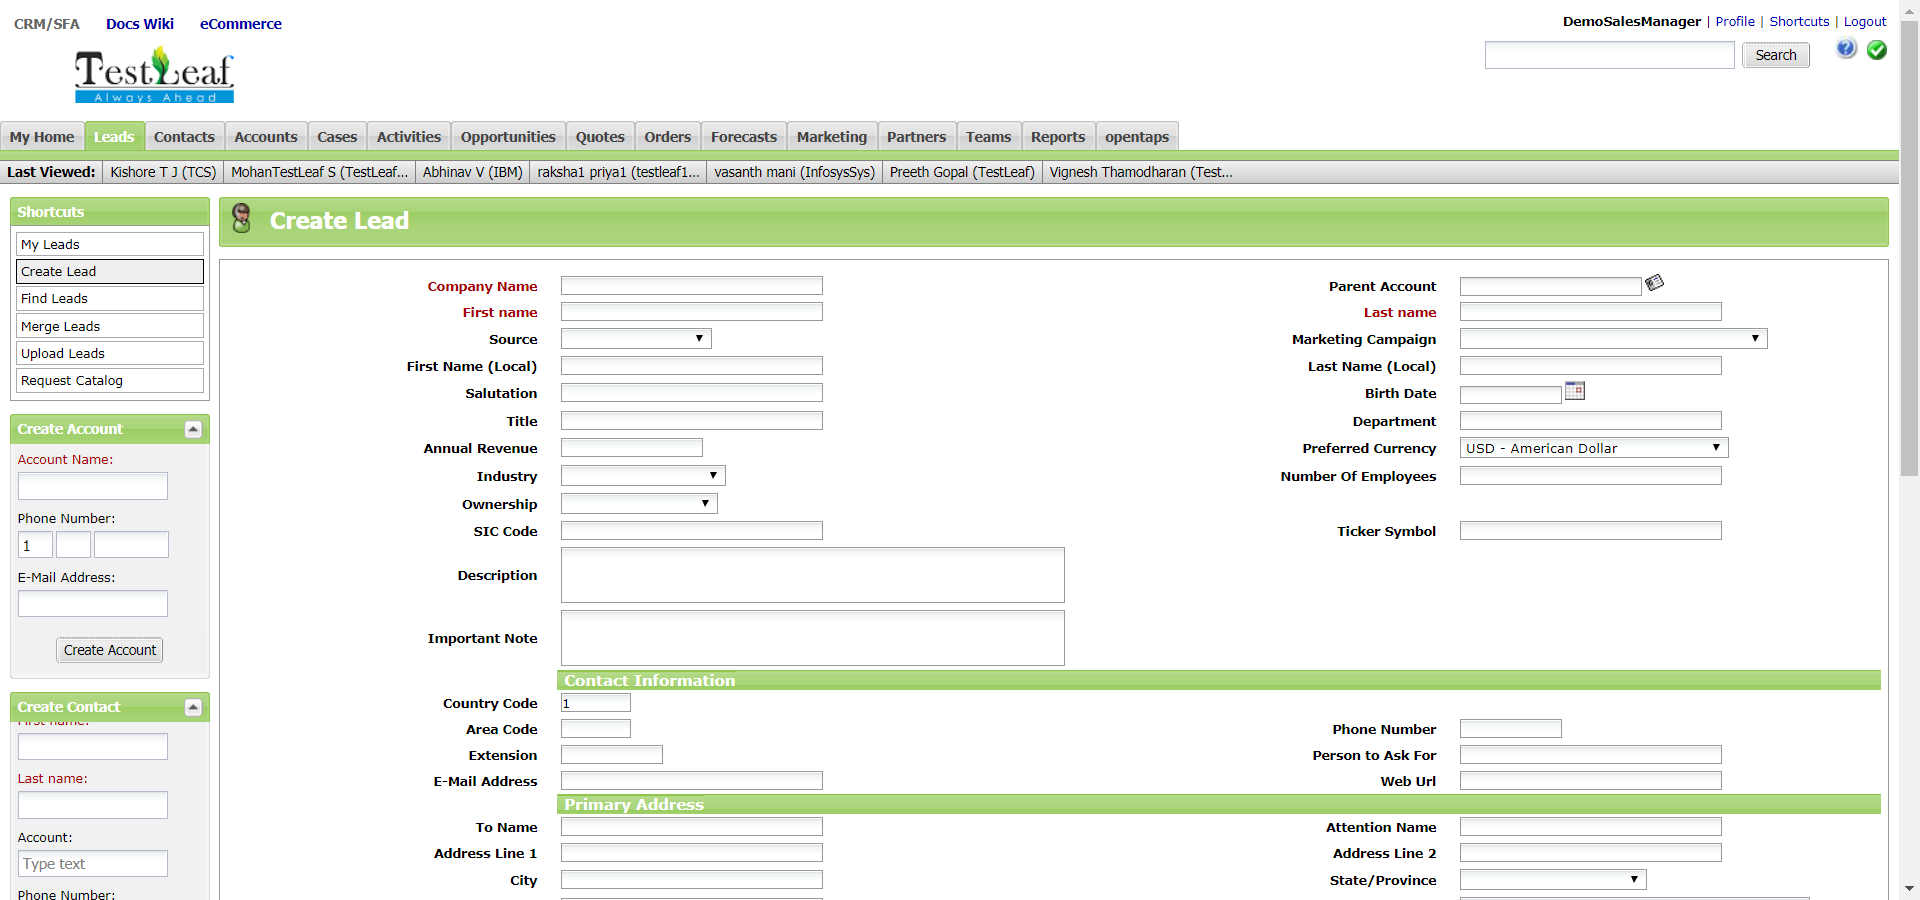 CRM/SFA Docs Wiki eCommerce
DemoSalesManager | Profile | Shortcuts | Logout
TestLeaf
Always Ahead
Search
My Home Leads Contacts Accounts Cases Activities Opportunities Quotes Orders Forecasts Marketing Partners Teams Reports opentaps
Last Viewed: Kishore T J (TCS) MohanTestLeaf S (TestLeaf... Abhinav V (IBM) raksha1 priya1 (testleaf1... vasanth mani (InfosysSys) Preeth Gopal (TestLeaf) Vignesh Thamodharan (Test...
Shortcuts
My Leads
Create Lead
Find Leads
Merge Leads
Upload Leads
Request Catalog
Create Account
Account Name:
Phone Number:
1
E-Mail Address:
Create Account
Create Contact
First name:
Last name:
Account:
Type text
Phone Number:
Create Lead
Company Name Parent Account
First name Last name
Source Marketing Campaign
First Name (Local) Last Name (Local)
Salutation Birth Date
Title Department
Annual Revenue Preferred Currency USD - American Dollar
Industry Number Of Employees
Ownership
SIC Code Ticker Symbol
Description
Important Note
Contact Information
Country Code 1
Area Code Phone Number
Extension Person to Ask For
E-Mail Address Web Url
Primary Address
To Name Attention Name
Address Line 1 Address Line 2
City State/Province